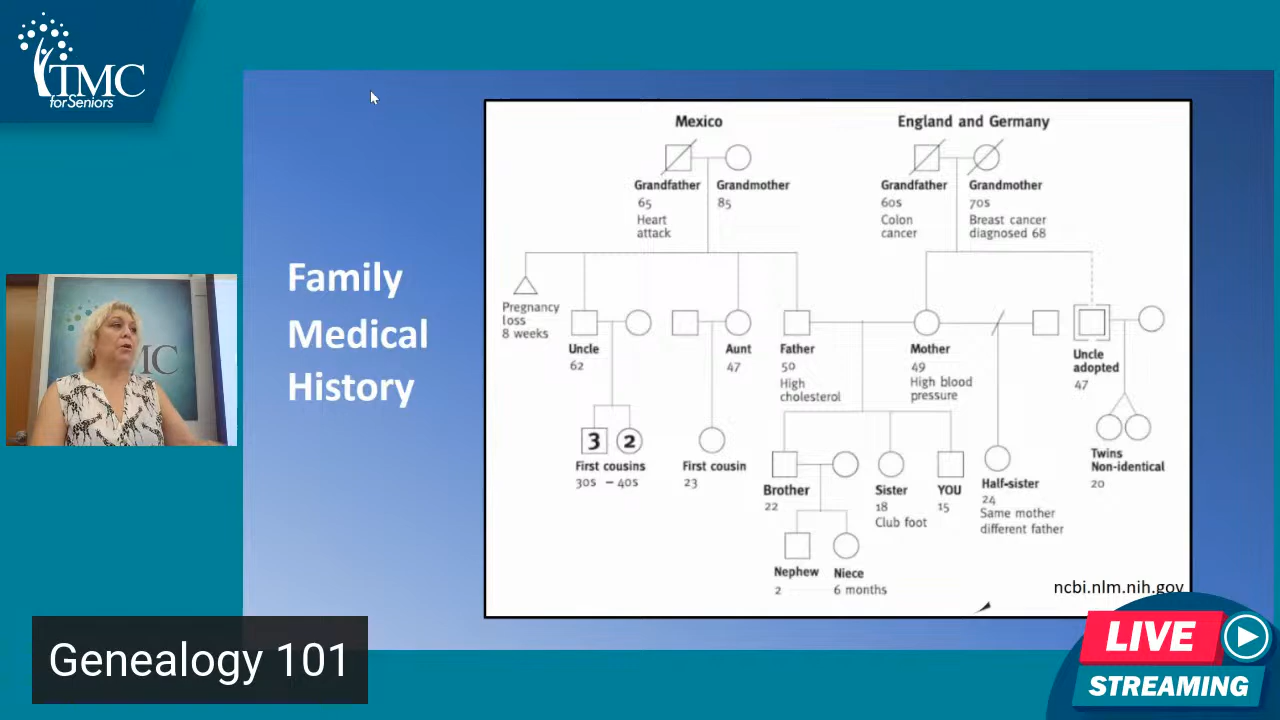 TMC
for Seniors
Family
Medical
History
Mexico
England and Germany
Grandfather
65
Heart
attack
Grandmother
85
Grandfather
60s
Colon
cancer
Grandmother
70s
Breast cancer
diagnosed 68
Pregnancy
loss
8 weeks
Uncle
62
Aunt
47
Father
50
High
cholesterol
Mother
49
High blood
pressure
Uncle
adopted
47
3
2
First cousins
30s – 40s
First cousin
23
Brother
22
Sister
18
Club foot
YOU
15
Half-sister
24
Same mother
different father
Twins
Non-identical
20
Nephew
2
Niece
6 months
ncbi.nlm.nih.gov
MC
Genealogy 101
LIVE
STREAMING